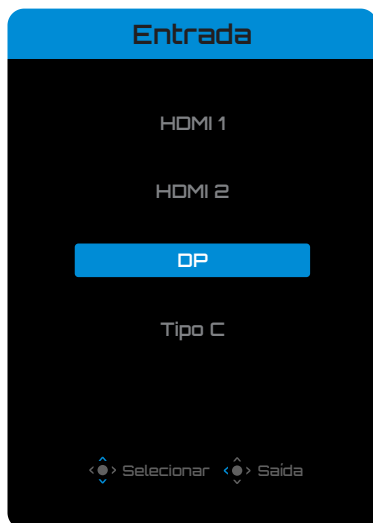 Entrada
HDMI 1
HDMI 2
DP
Tipo C
Selecionar Saída